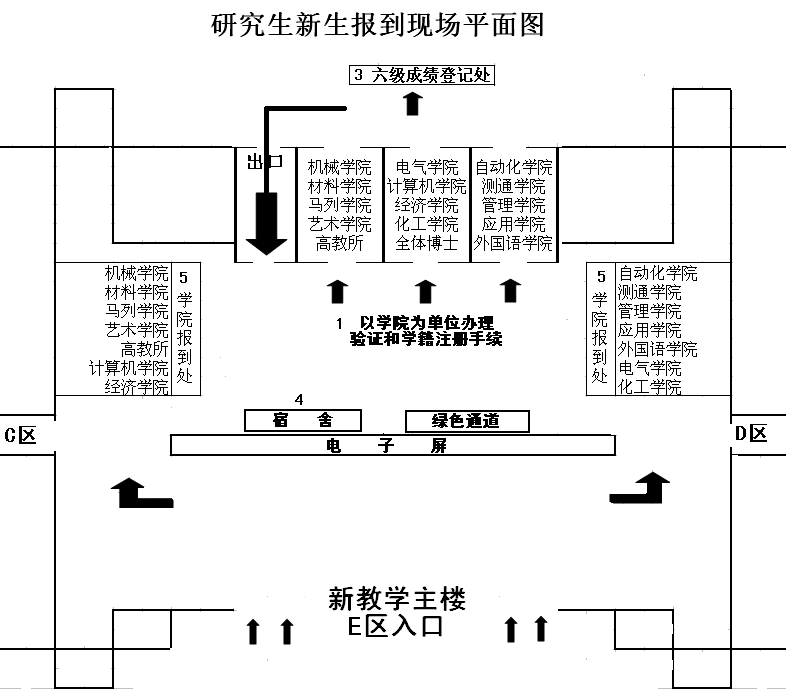 研究生新生报到现场平面图
3 六级成绩登记处
出口
机械学院
材料学院
马列学院
艺术学院
高教所
电气学院
计算机学院
经济学院
化工学院
全体博士
自动化学院
测通学院
管理学院
应用学院
外国语学院
机械学院
材料学院
马列学院
艺术学院
高教所
计算机学院
经济学院
5
学
院
报
到
处
1 以学院为单位办理
验证和学籍注册手续
5
学
院
报
到
处
自动化学院
测通学院
管理学院
应用学院
外国语学院
电气学院
化工学院
4
宿 舍
绿色通道
电 子 屏
C区
D区
新教学主楼
E区入口